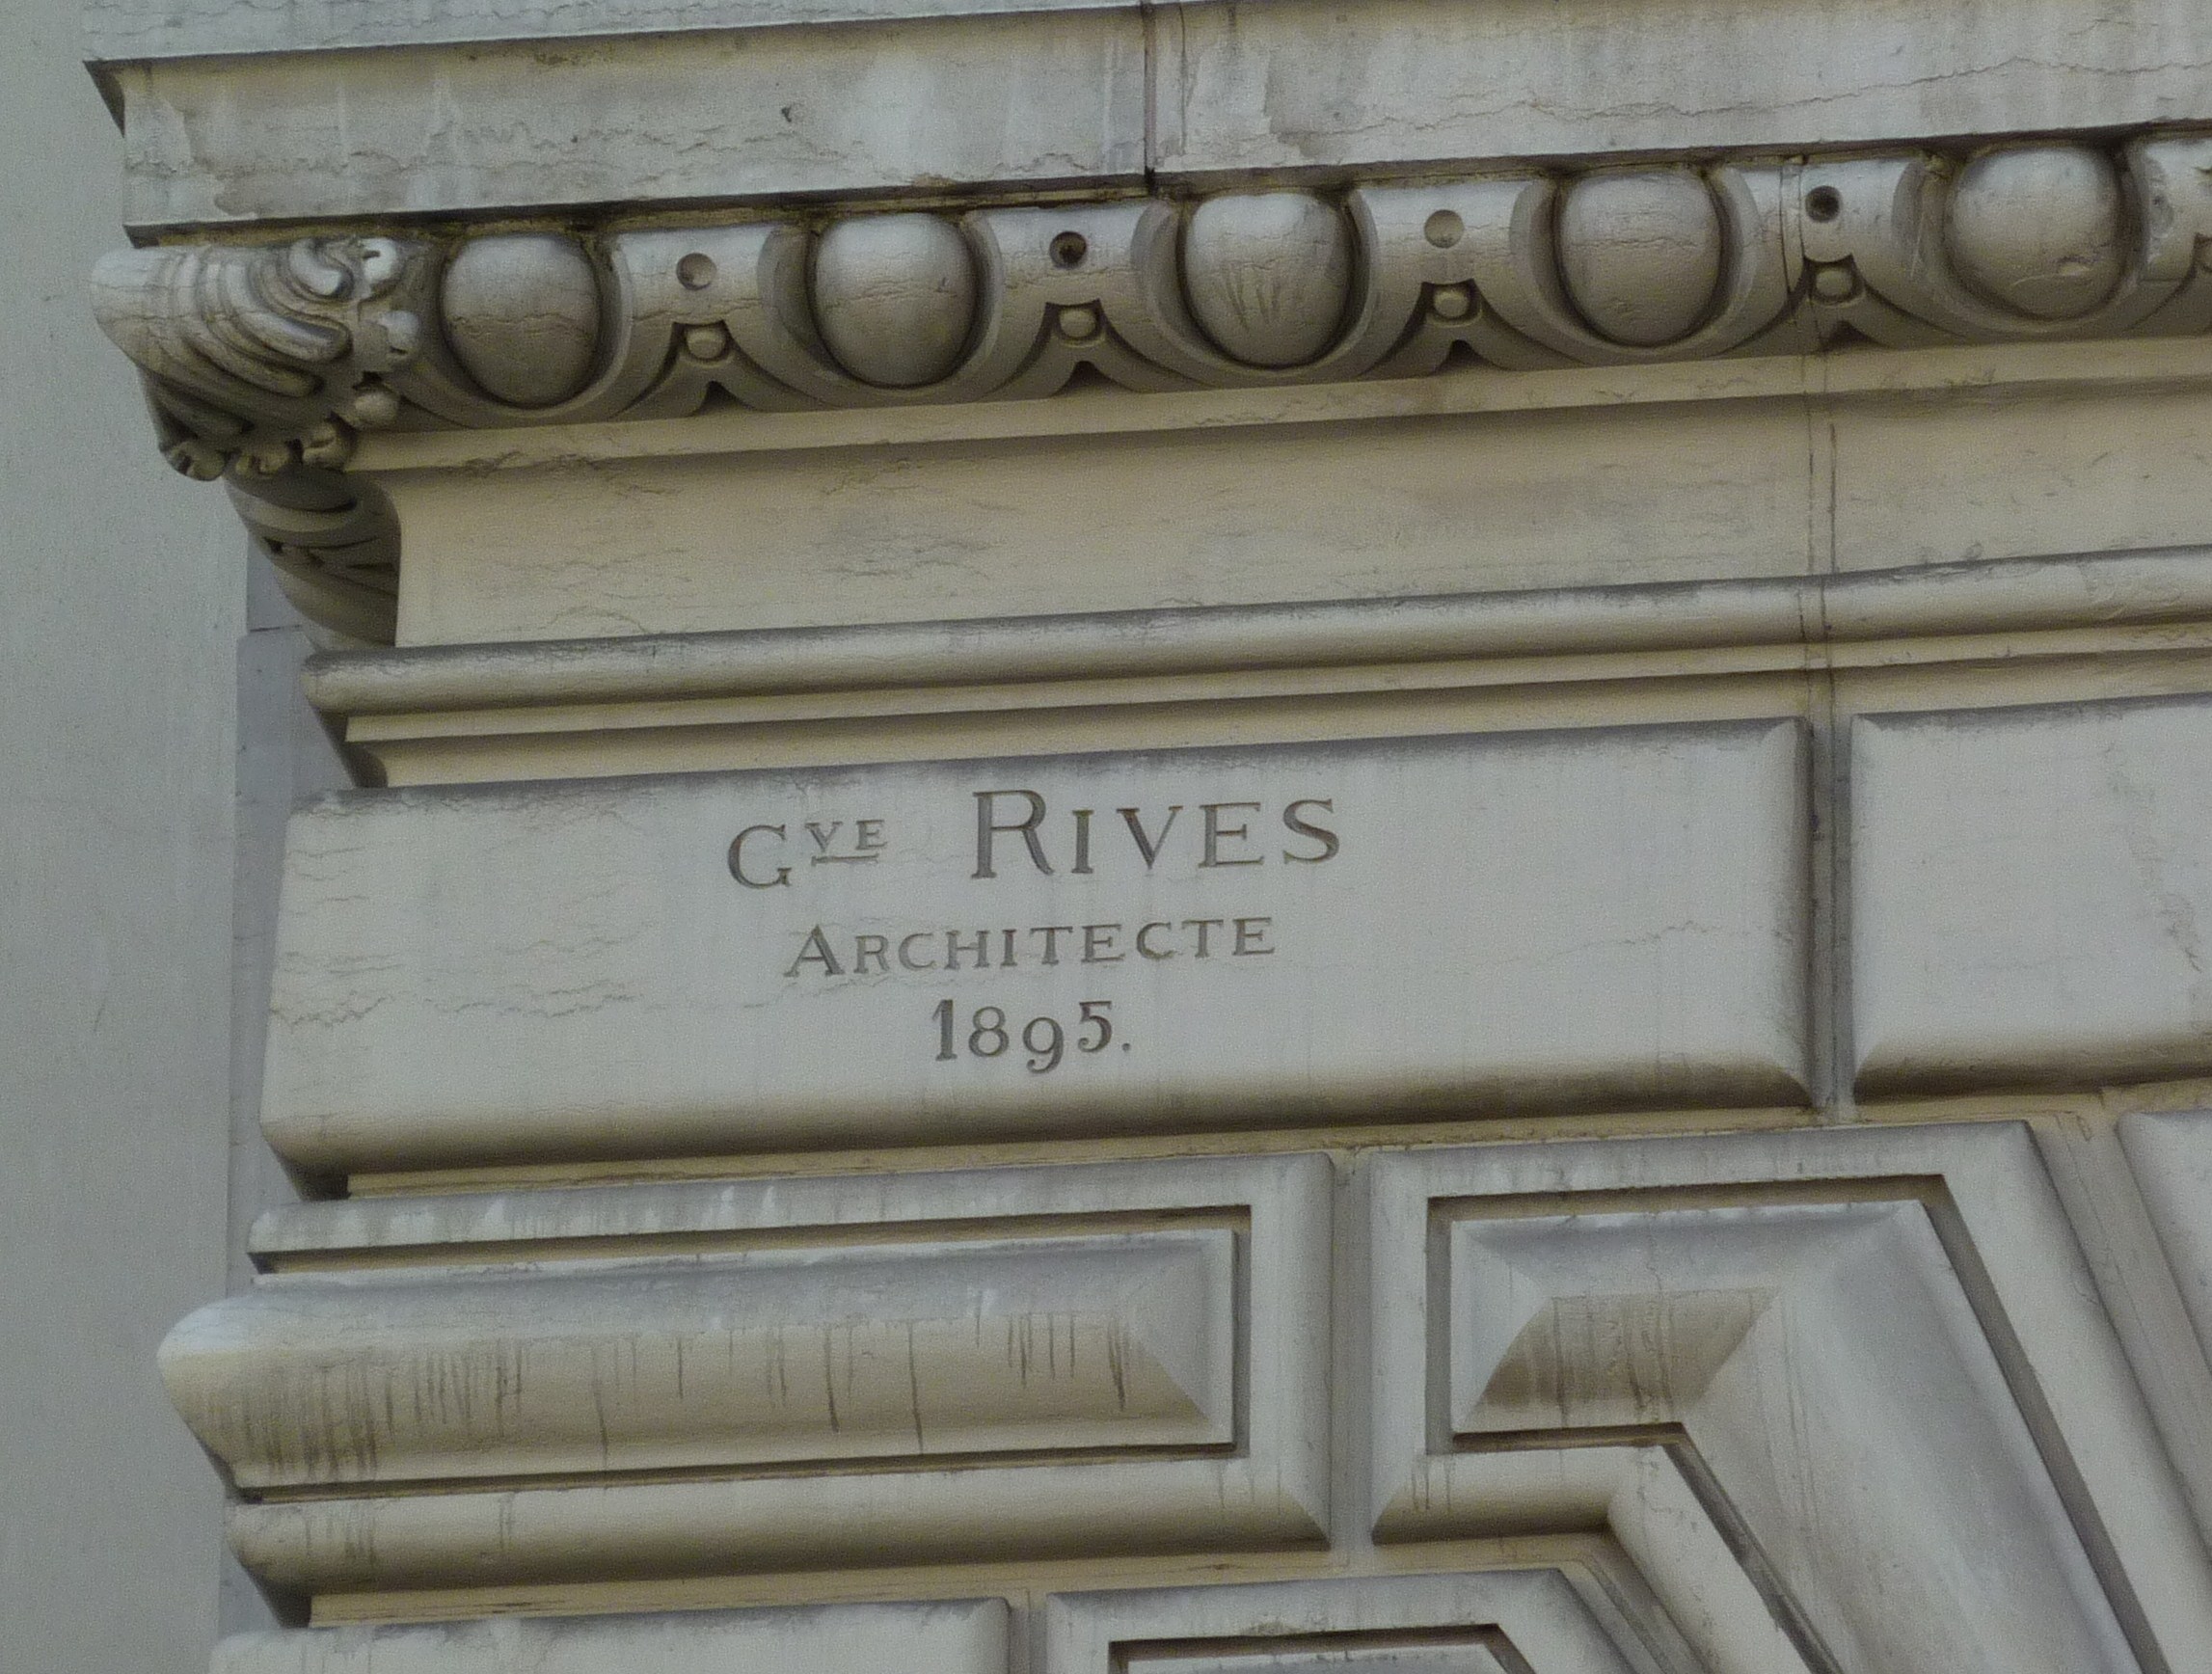 GVE RIVES
ARCHITECTE
1895.